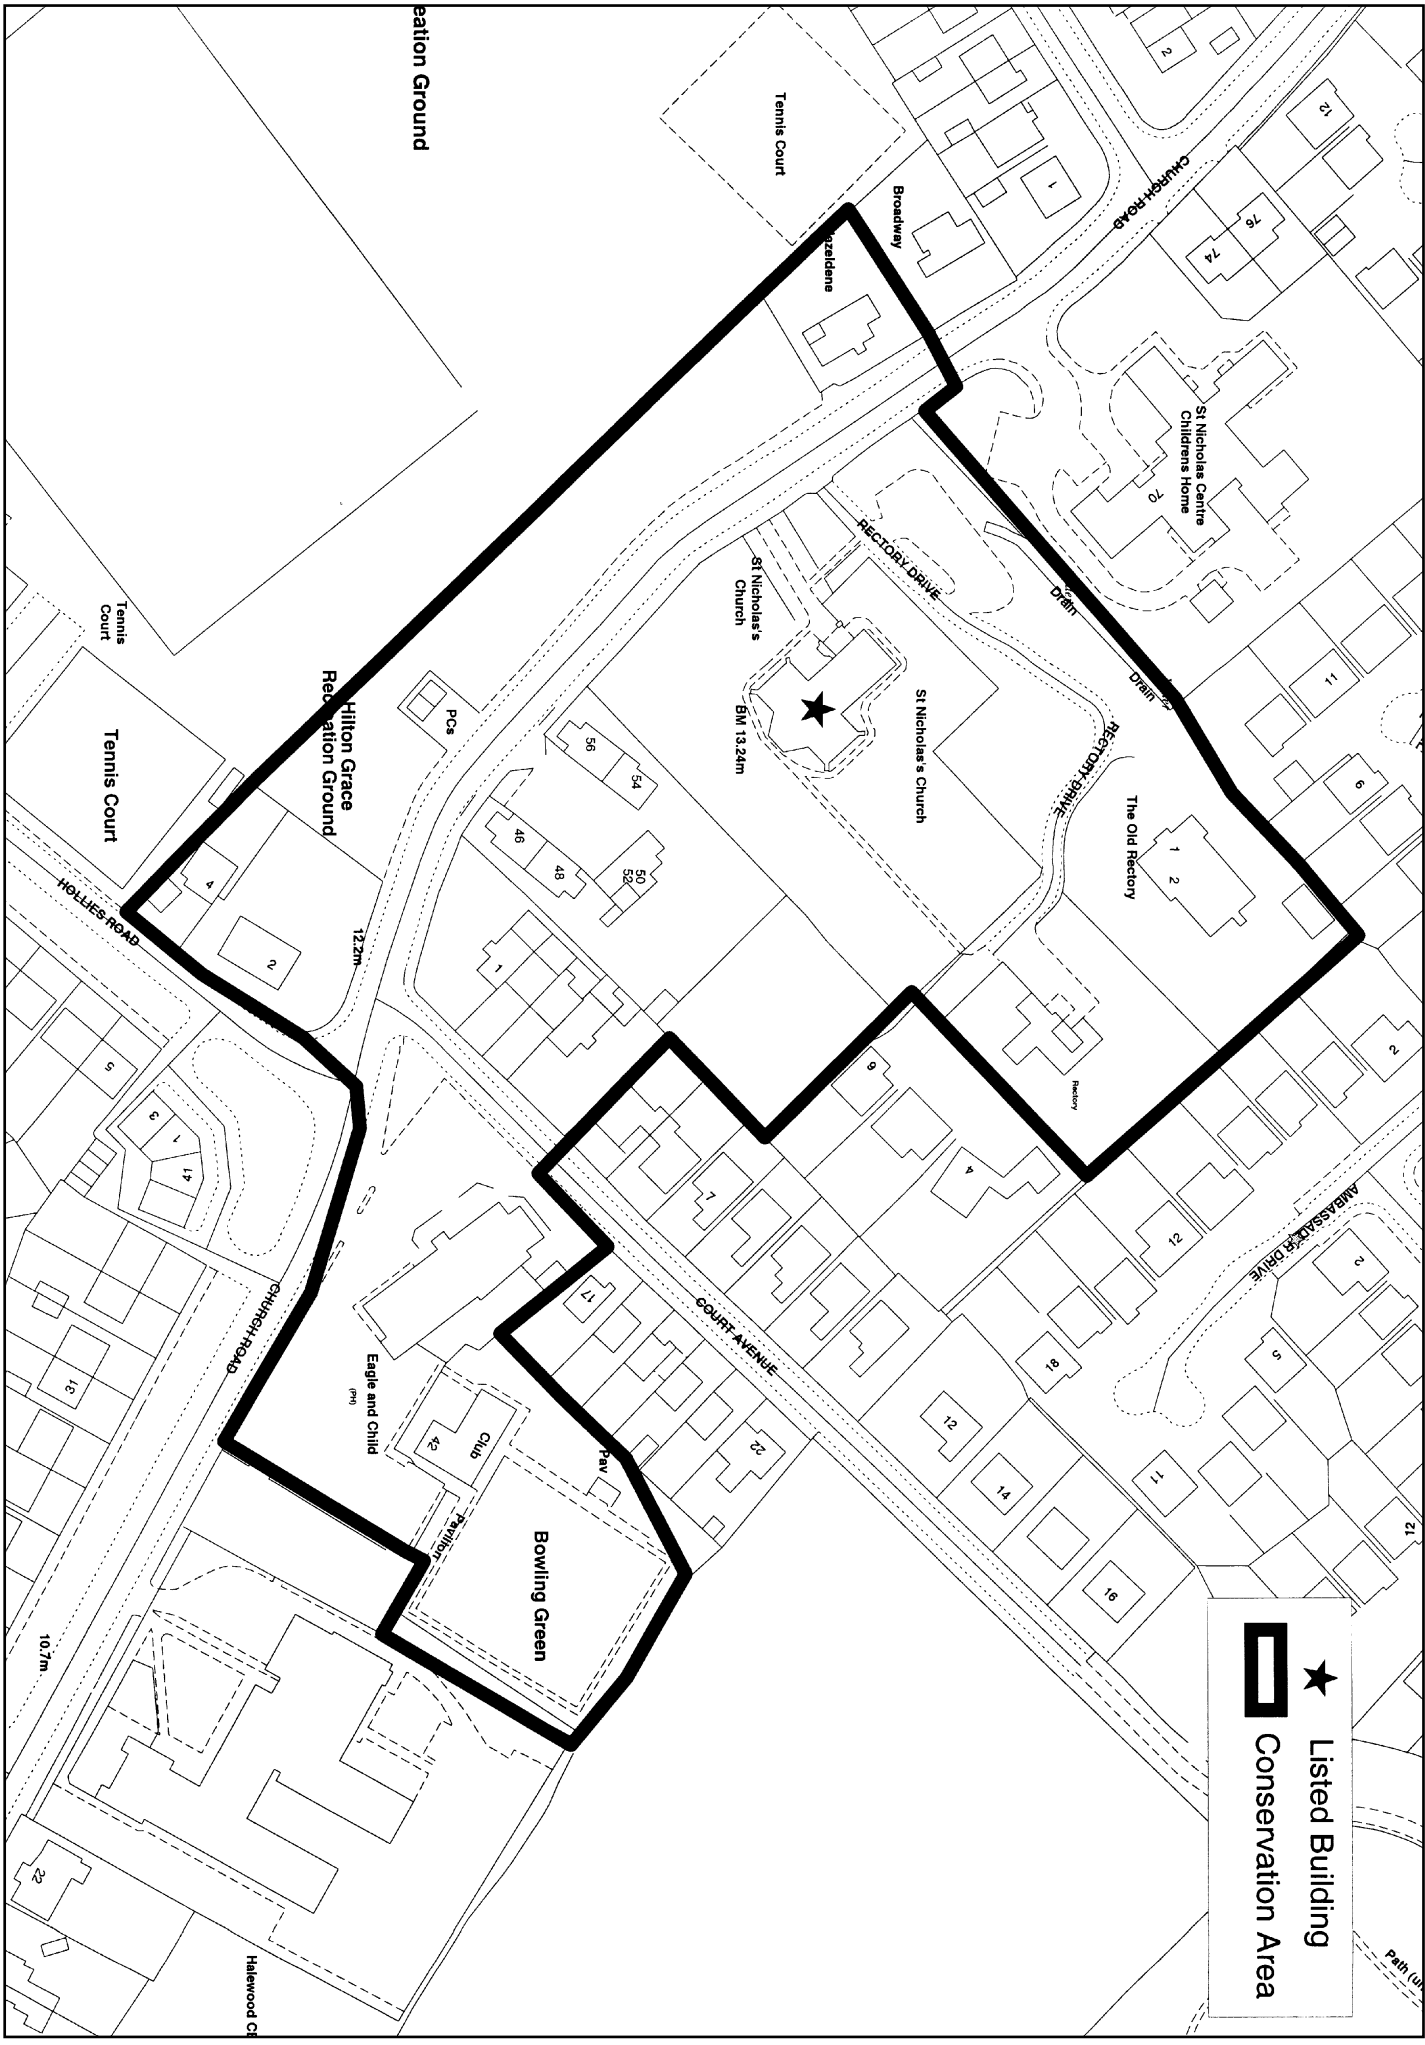 eation Ground
Tennis Court
Broadway
azeldene
1
2
CHURCH ROAD
12
76
74
St Nicholas Centre
Childrens Home
70
RECTORY DRIVE
Drain
Drain
11
6
St Nicholas's
Church
BM 13.24m
St Nicholas's Church
RECTORY DRIVE
The Old Rectory
1
2
Rectory
Tennis
Court
Tennis Court
Hilton Grace
Recreation Ground
PCs
56
54
46
48
50
52
1
4
2
12.2m
HOLLIES ROAD
5
3
1
41
9
7
4
2
12
18
AMBASSADOR DRIVE
2
5
COURT AVENUE
17
22
12
14
16
11
12
CHURCH ROAD
31
Eagle and Child
(PH)
Club
42
Pav
Pavilion
Bowling Green
10.7m
22
Halewood CE
Path (un
Listed Building
Conservation Area